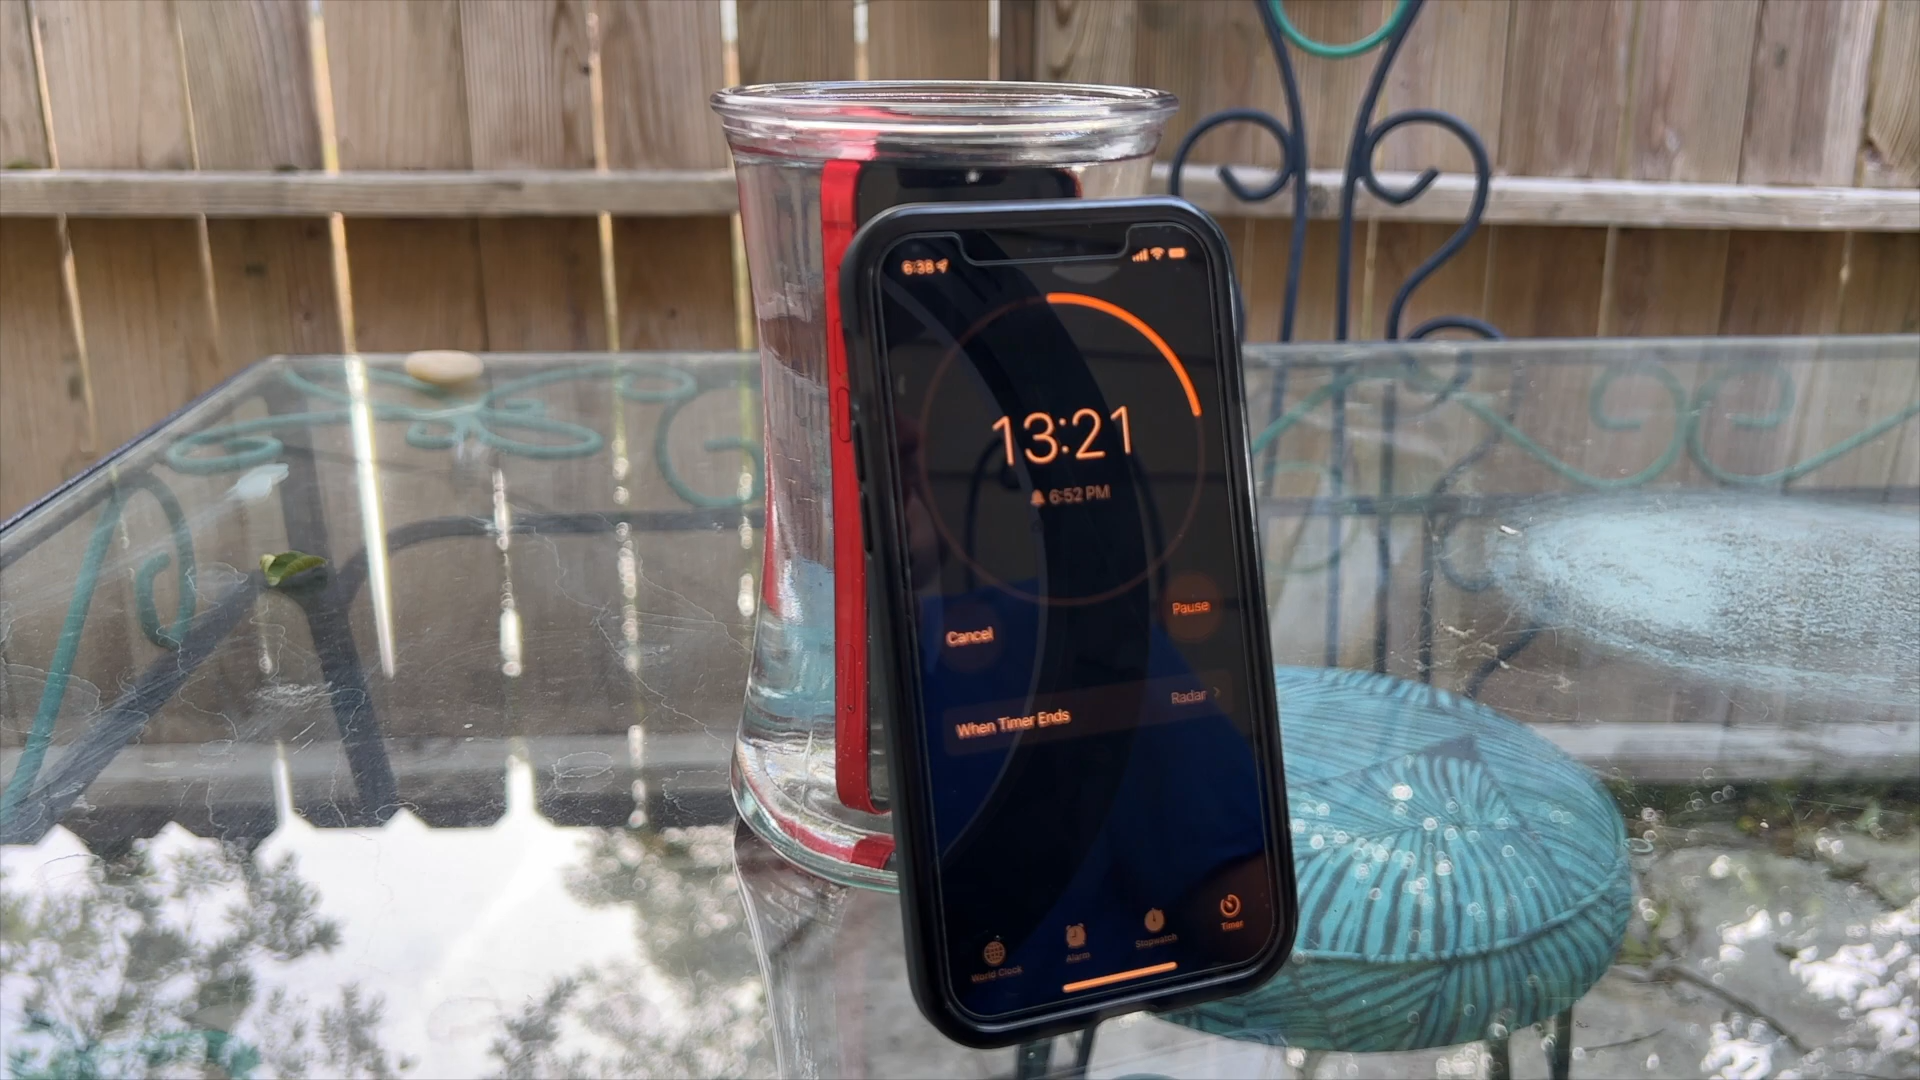 6:38
13:21
6:52 PM
Pause
Cancel
Radar
When Timer Ends
World Clock
Alarm
Stopwatch
Timer